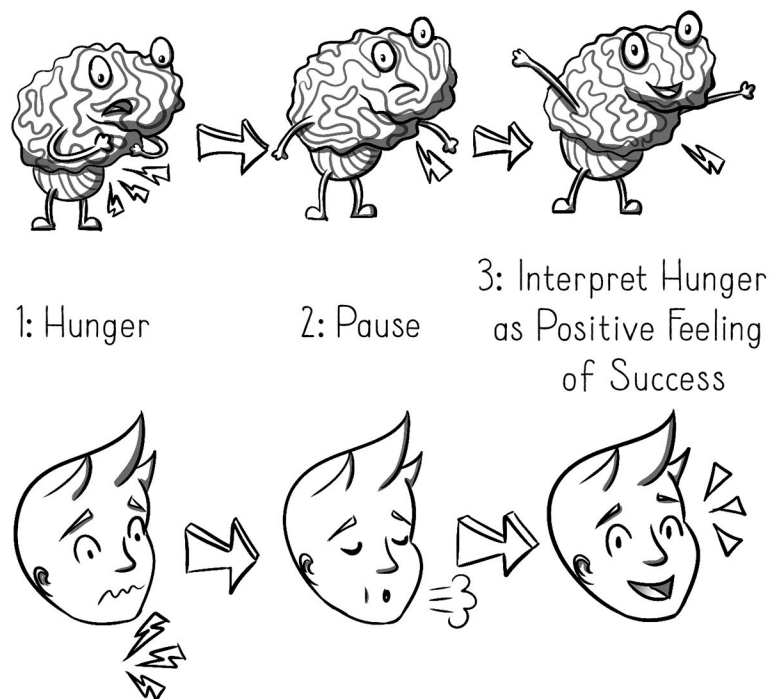 1: Hunger
2: Pause
3: Interpret Hunger
as Positive Feeling
of Success